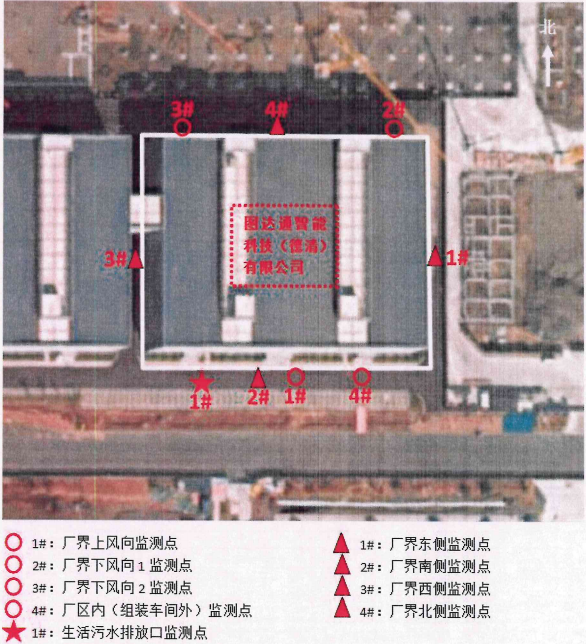 北
3# 4# 2#
图达通智能
科技（德清）
有限公司
3# 1#
1# 2# 1# 4#
1#：厂界上风向监测点
2#：厂界下风向1监测点
3#：厂界下风向2监测点
4#：厂区内（组装车间外）监测点
1#：生活污水排放口监测点
1#：厂界东侧监测点
2#：厂界南侧监测点
3#：厂界西侧监测点
4#：厂界北侧监测点